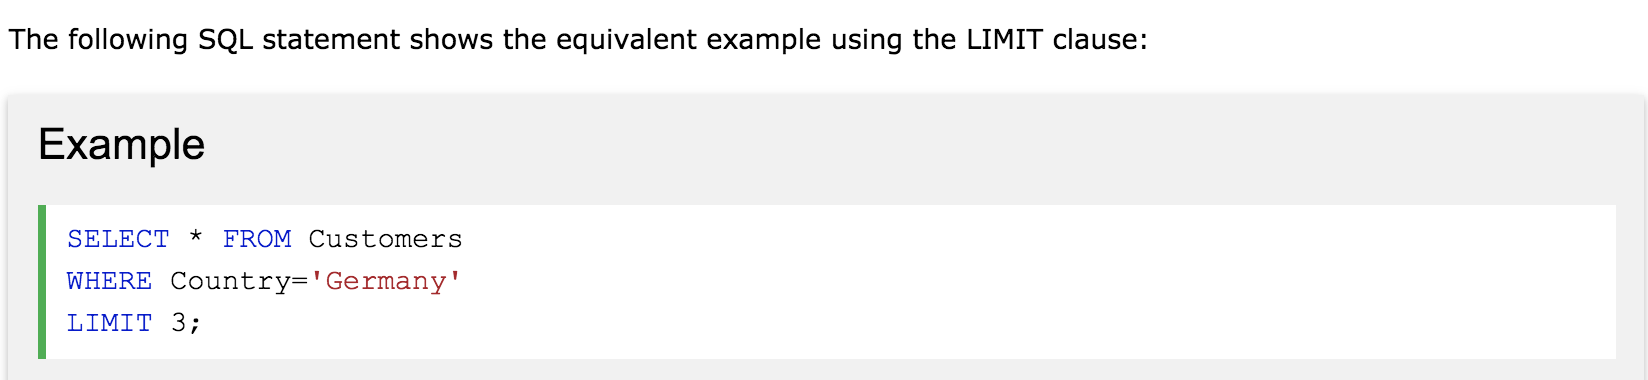 The following SQL statement shows the equivalent example using the LIMIT clause:
Example
SELECT * FROM Customers
WHERE Country='Germany'
LIMIT 3;